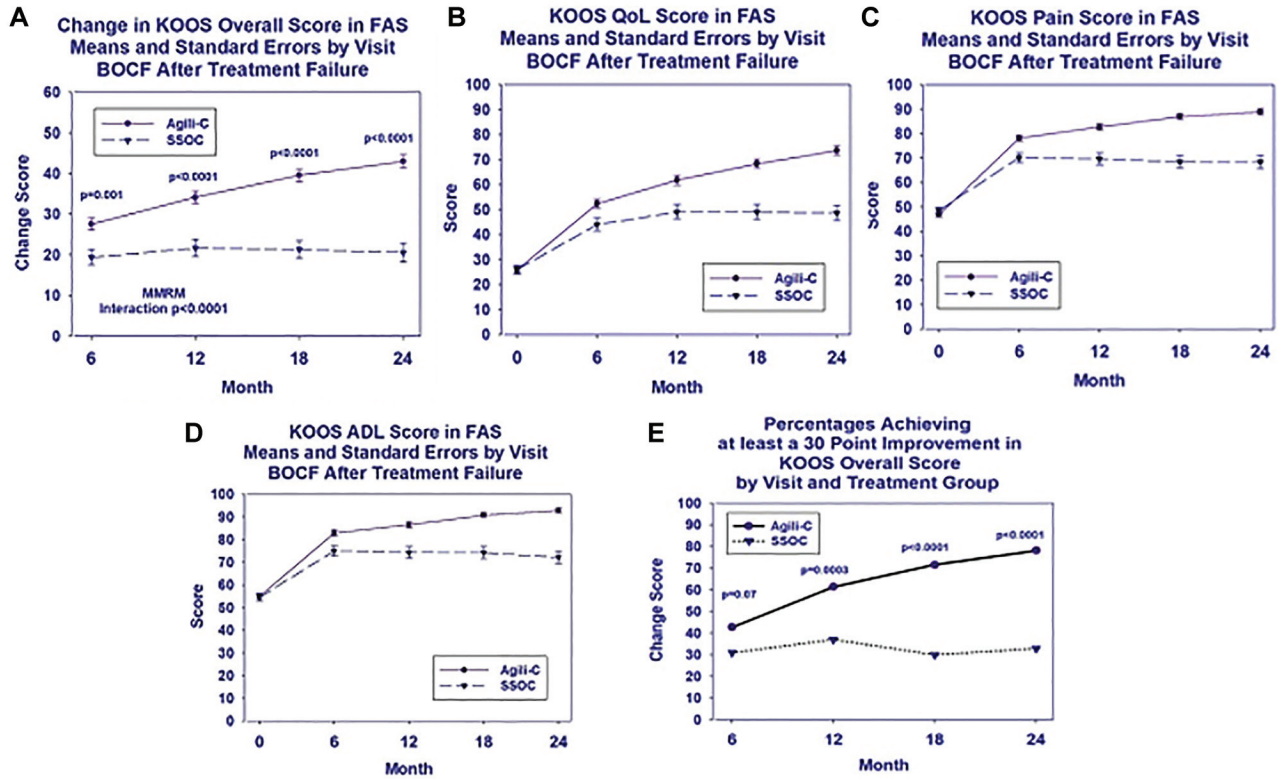 A
Change in KOOS Overall Score in FAS
Means and Standard Errors by Visit
BOCF After Treatment Failure
60
50
40
30
20
10
0
Change Score
Agili-C
SSOC
p=0.001
p<0.0001
p<0.0001
p<0.0001
MMRM
Interaction p<0.0001
6
12
18
24
Month
B
KOOS QoL Score in FAS
Means and Standard Errors by Visit
BOCF After Treatment Failure
100
90
80
70
60
50
40
30
20
10
0
Score
Agili-C
SSOC
0
6
12
18
24
Month
C
KOOS Pain Score in FAS
Means and Standard Errors by Visit
BOCF After Treatment Failure
100
90
80
70
60
50
40
30
20
10
0
Score
Agili-C
SSOC
0
6
12
18
24
Month
D
KOOS ADL Score in FAS
Means and Standard Errors by Visit
BOCF After Treatment Failure
100
90
80
70
60
50
40
30
20
10
0
Score
Agili-C
SSOC
0
6
12
18
24
Month
E
Percentages Achieving
at least a 30 Point Improvement in
KOOS Overall Score
by Visit and Treatment Group
100
90
80
70
60
50
40
30
20
10
0
Change Score
Agili-C
SSOC
p=0.07
p=0.0003
p<0.0001
p<0.0001
6
12
18
24
Month